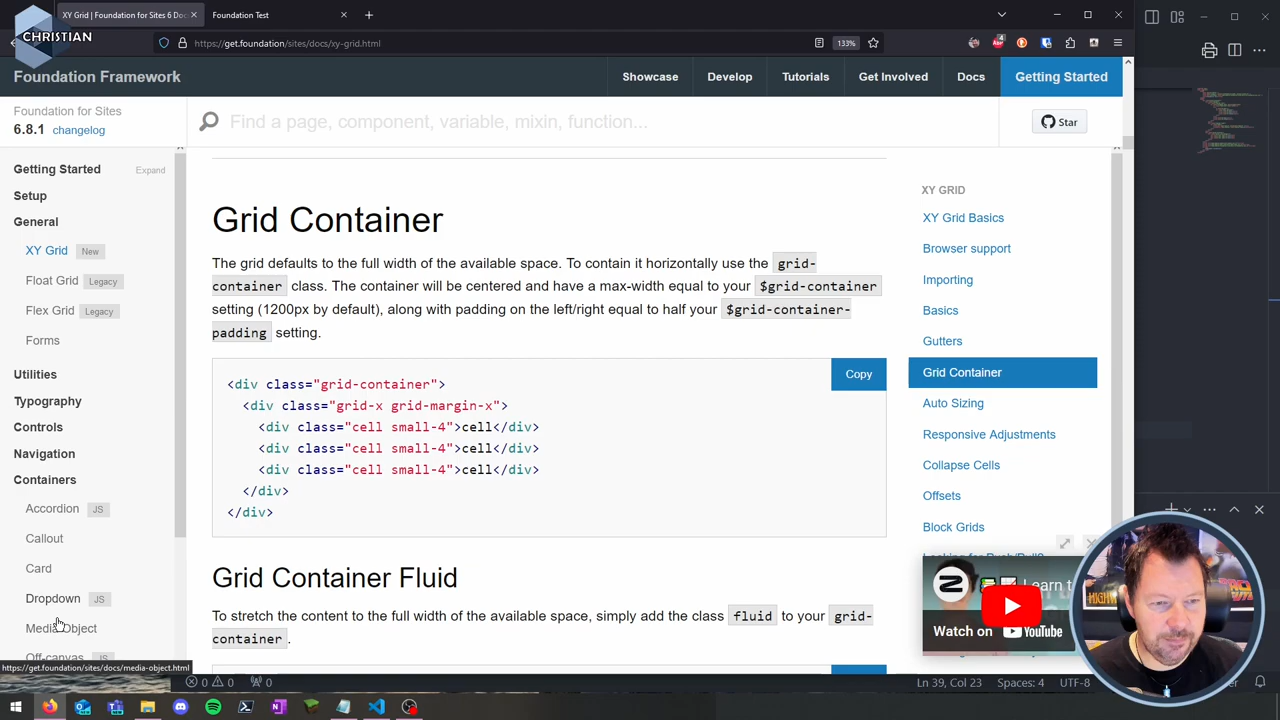 XY Grid | Foundation for Sites 6 Do
Foundation Test
CHRISTIAN
https://get.foundation/sites/docs/xy-grid.html
133%
Foundation Framework
Showcase
Develop
Tutorials
Get Involved
Docs
Getting Started
Foundation for Sites
6.8.1 changelog
Find a page, component, variable, mixin, function...
Star
Getting Started
Expand
Setup
General
XY Grid New
Float Grid Legacy
Flex Grid Legacy
Forms
Utilities
Typography
Controls
Navigation
Containers
Accordion JS
Callout
Card
Dropdown JS
Media Object
Off-canvas JS
https://get.foundation/sites/docs/media-object.html
Grid Container
The grid defaults to the full width of the available space. To contain it horizontally use the grid-
container class. The container will be centered and have a max-width equal to your $grid-container
setting (1200px by default), along with padding on the left/right equal to half your $grid-container-
padding setting.
Copy
<div class="grid-container">
<div class="grid-x grid-margin-x">
<div class="cell small-4">cell</div>
<div class="cell small-4">cell</div>
<div class="cell small-4">cell</div>
</div>
</div>
Grid Container Fluid
To stretch the content to the full width of the available space, simply add the class fluid to your grid-
container.
XY GRID
XY Grid Basics
Browser support
Importing
Basics
Gutters
Grid Container
Auto Sizing
Responsive Adjustments
Collapse Cells
Offsets
Block Grids
Looking for Push/Pull?
Learn t
Watch on YouTube
0 0 0
Ln 39, Col 23
Spaces: 4
UTF-8